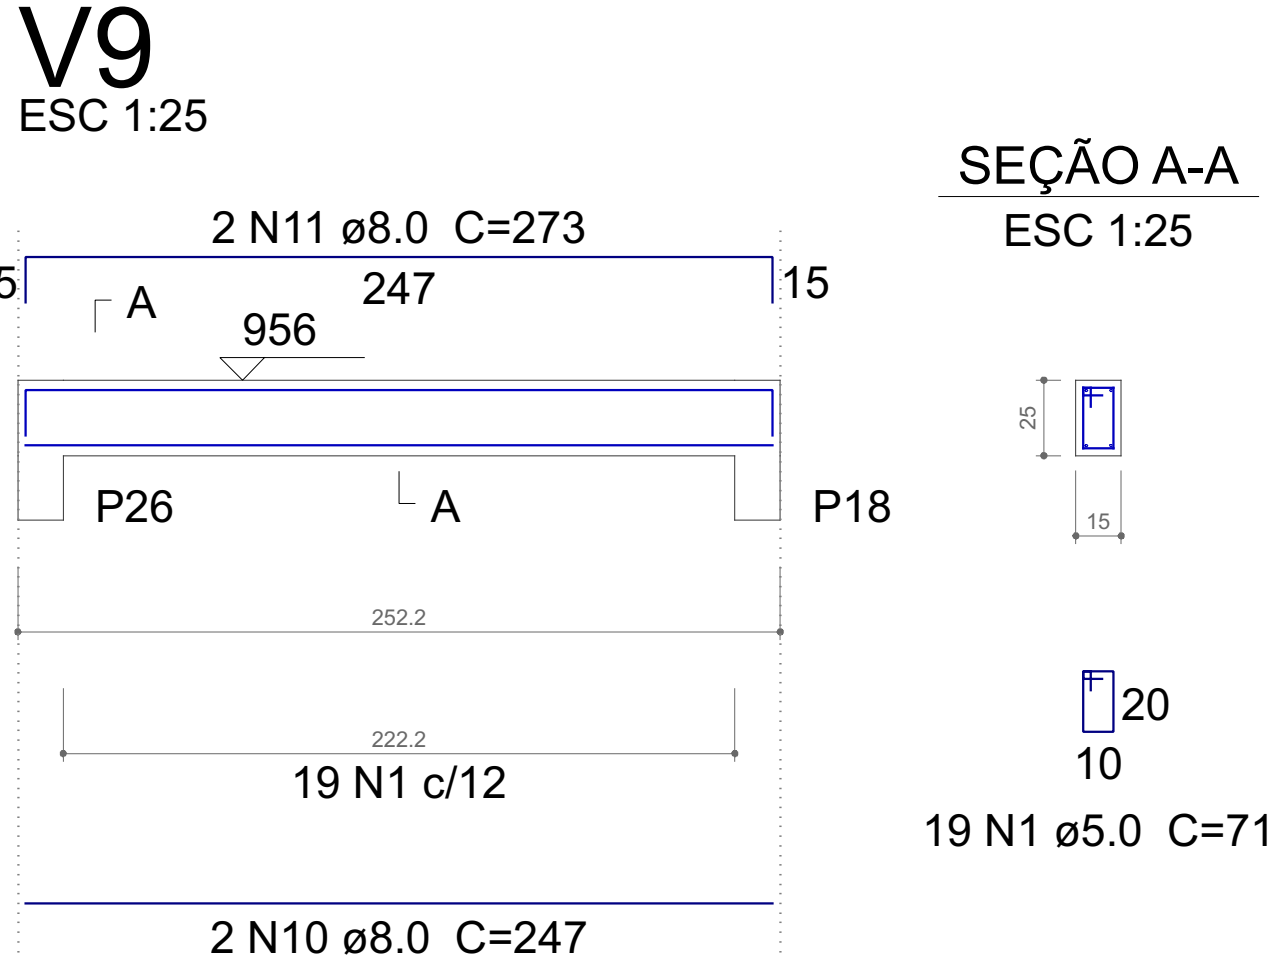 V9
ESC 1:25
SEÇÃO A-A
ESC 1:25
2 N11 ø8.0 C=273
5
247
15
A
956
25
15
P26
A
P18
252.2
222.2
19 N1 c/12
20
10
19 N1 ø5.0 C=71
2 N10 ø8.0 C=247